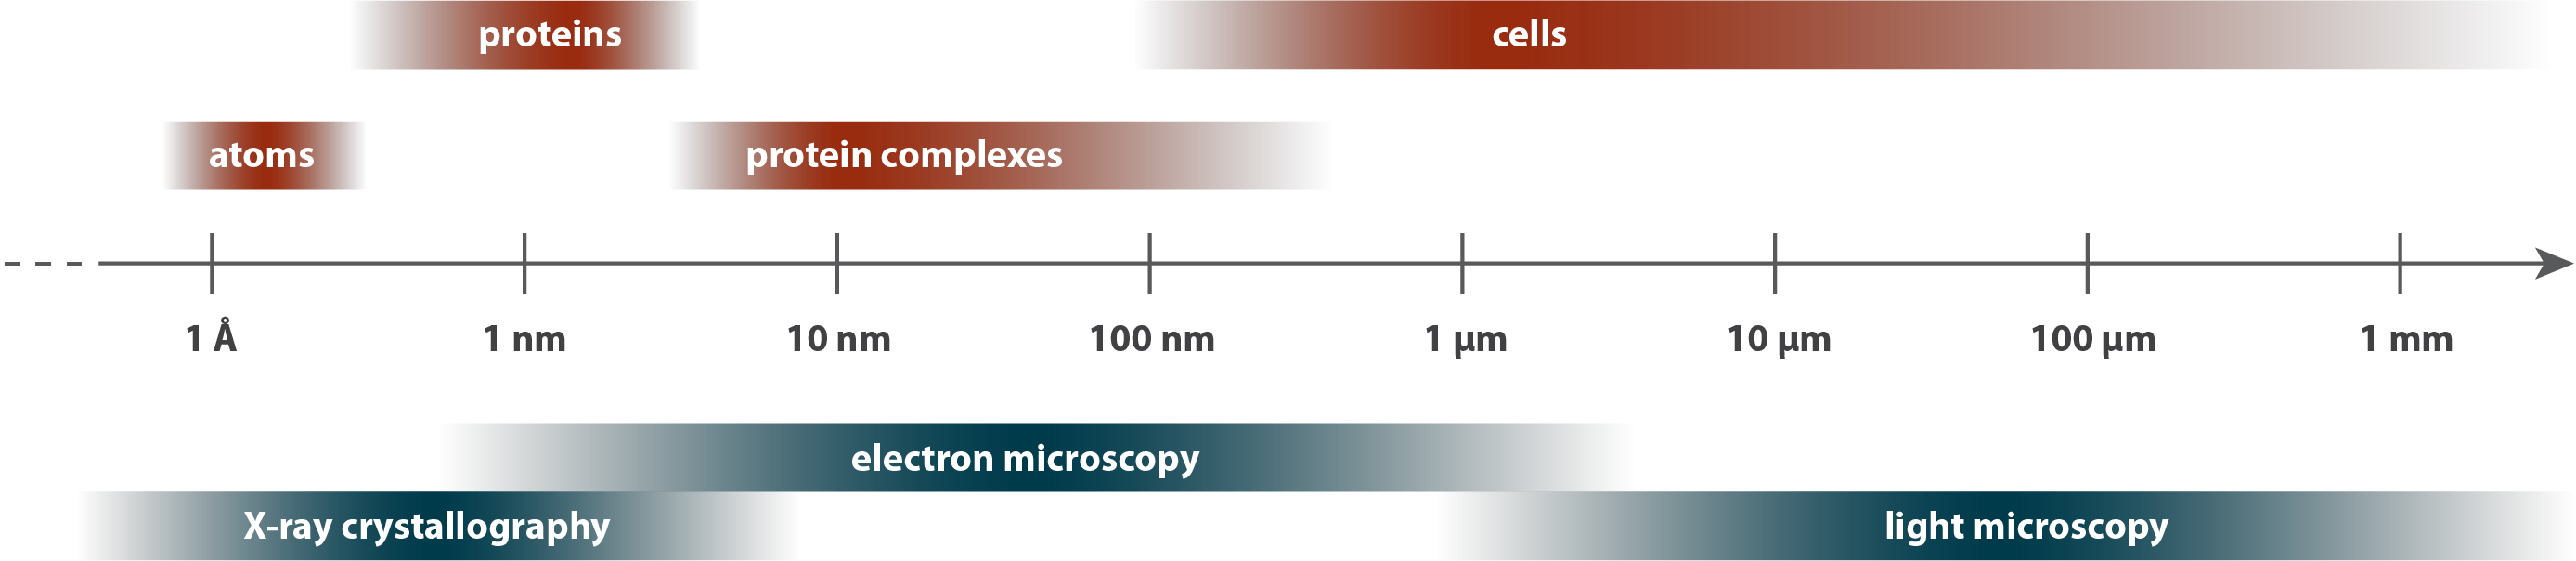 proteins
cells
atoms
protein complexes
1 Å
1 nm
10 nm
100 nm
1 µm
10 µm
100 µm
1 mm
electron microscopy
X-ray crystallography
light microscopy